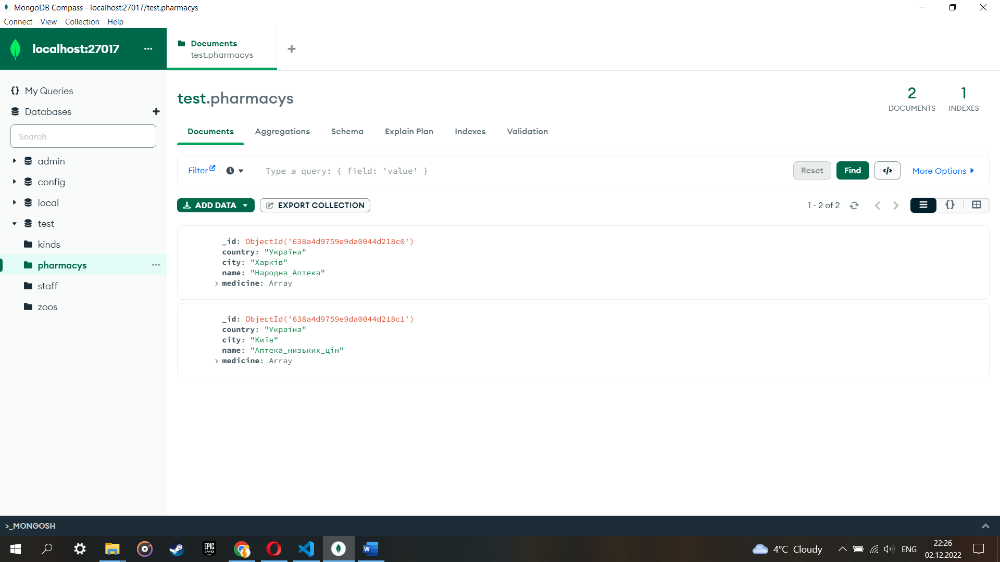 MongoDB Compass - localhost:27017/test.pharmacys
Connect View Collection Help
localhost:27017
Documents
test.pharmacys
My Queries
Databases
Search
admin
config
local
test
kinds
pharmacys
staff
zoos
test.pharmacys
2
DOCUMENTS
1
INDEXES
Documents Aggregations Schema Explain Plan Indexes Validation
Filter Type a query: { field: 'value' } Reset Find </> More Options
ADD DATA EXPORT COLLECTION 1 - 2 of 2 {}
_id: ObjectId('638a4d9759e9da0044d218c0')
country: "Україна"
city: "Харків"
name: "Народна_Аптека"
medicine: Array
_id: ObjectId('638a4d9759e9da0044d218c1')
country: "Україна"
city: "Київ"
name: "Аптека_низьких_цін"
medicine: Array
>_MONGOSH
EPIC
GAMES
4°C Cloudy
ENG
22:26
02.12.2022